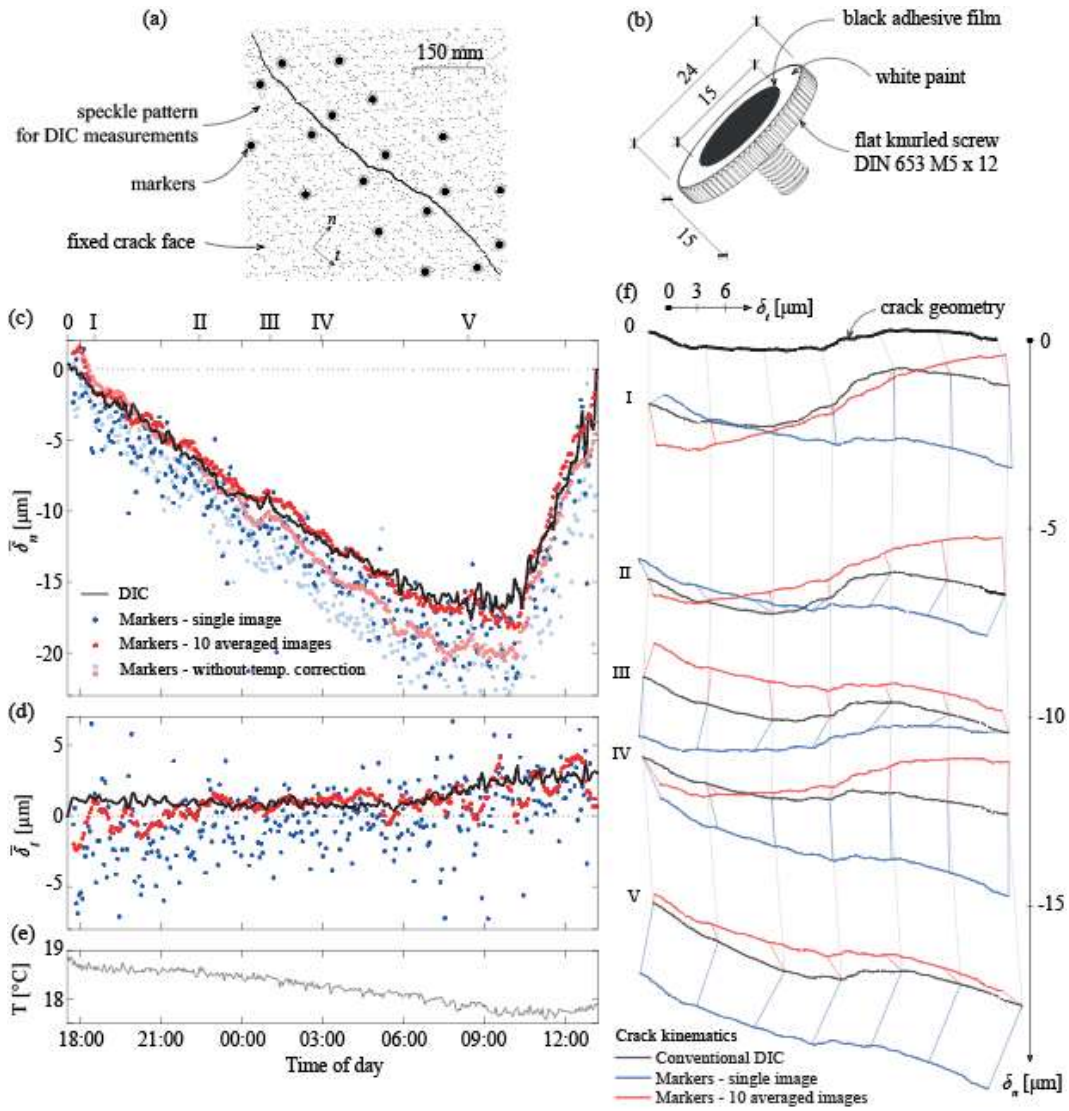 (a)
150 mm
speckle pattern
for DIC measurements
markers
fixed crack face
n
t
(b)
black adhesive film
white paint
flat knurled screw
DIN 653 M5 x 12
24
15
15
(c)
0 I II III IV V
0
-5
-10
-15
-20
δ̅n [μm]
DIC
Markers - single image
Markers - 10 averaged images
Markers - without temp. correction
(d)
5
0
-5
δ̅t [μm]
(e)
19
18
T [°C]
18:00 21:00 00:00 03:00 06:00 09:00 12:00
Time of day
(f)
0 3 6
δt [μm]
crack geometry
0
I
II
III
IV
V
0
-5
-10
-15
δn [μm]
Crack kinematics
Conventional DIC
Markers - single image
Markers - 10 averaged images